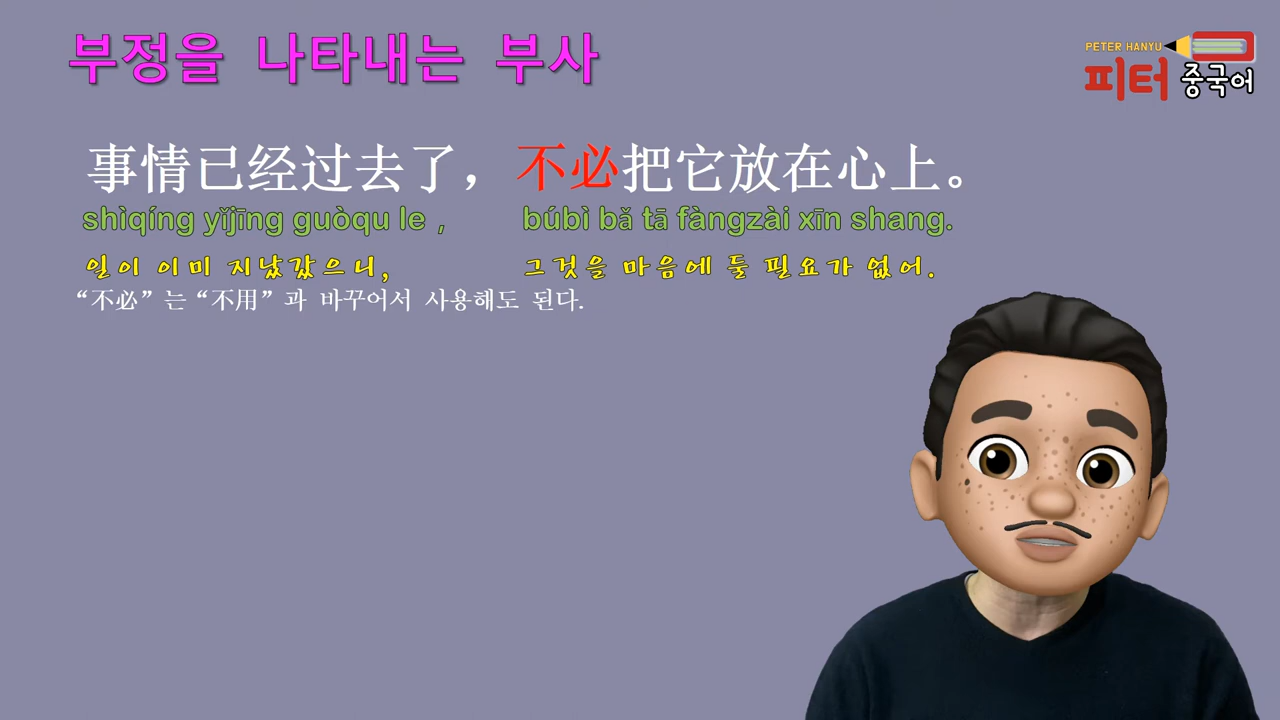 부정을 나타내는 부사
PETER HANYU
피터 중국어
事情已经过去了，不必把它放在心上。
shìqíng yǐjīng guòqu le , búbì bǎ tā fàngzài xīn shang.
일이 이미 지났갔으니, 그것을 마음에 둘 필요가 없어.
“不必” 는 “不用” 과 바꾸어서 사용해도 된다.